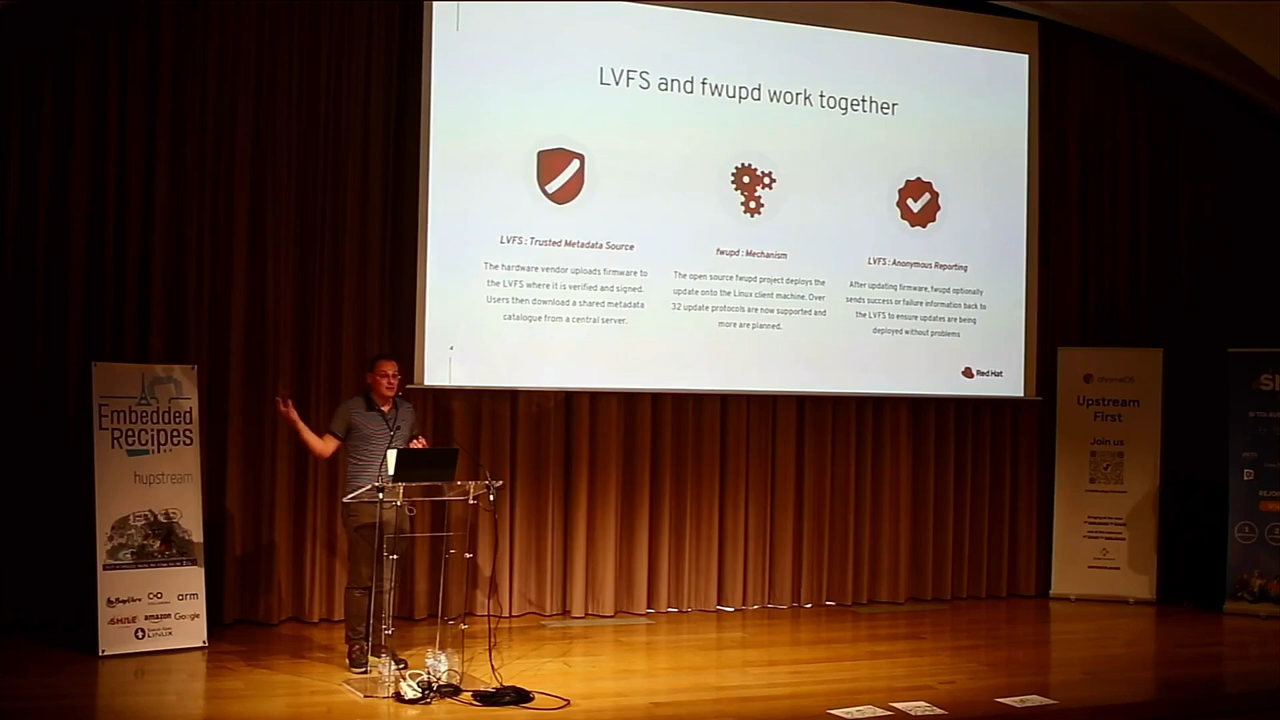 LVFS and fwupd work together
LVFS : Trusted Metadata Source
The hardware vendor uploads firmware to
the LVFS where it is verified and signed.
Users then download a shared metadata
catalogue from a central server.
fwupd : Mechanism
The open source fwupd project deploys the
update onto the Linux client machine. Over
32 update protocols are now supported and
more are planned.
LVFS : Anonymous Reporting
After updating firmware, fwupd optionally
sends success or failure information back to
the LVFS to ensure updates are being
deployed without problems
4
Red Hat
Embedded
Recipes
hupstream
arm
amazon Google
LINUX
chromeOS
Upstream
First
Join us